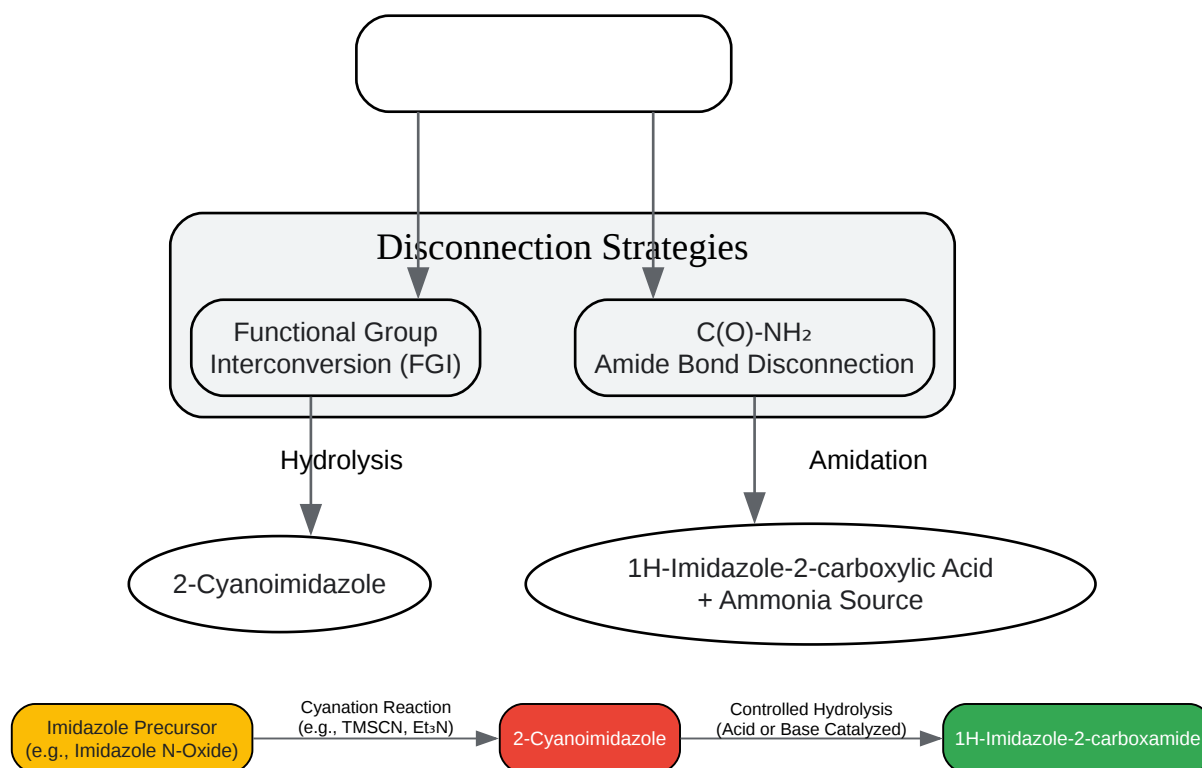 Disconnection Strategies
Functional Group
Interconversion (FGI)
C(O)-NH₂
Amide Bond Disconnection
Hydrolysis
Amidation
2-Cyanoimidazole
1H-Imidazole-2-carboxylic Acid
+ Ammonia Source
Imidazole Precursor
(e.g., Imidazole N-Oxide)
Cyanation Reaction
(e.g., TMSCN, Et₃N)
2-Cyanoimidazole
Controlled Hydrolysis
(Acid or Base Catalyzed)
1H-Imidazole-2-carboxamide